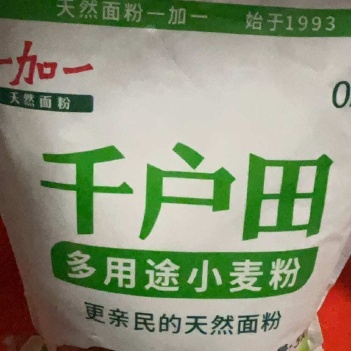 天然面粉一加一 始于1993
一加一
天然面粉
千户田
多用途小麦粉
更亲民的天然面粉